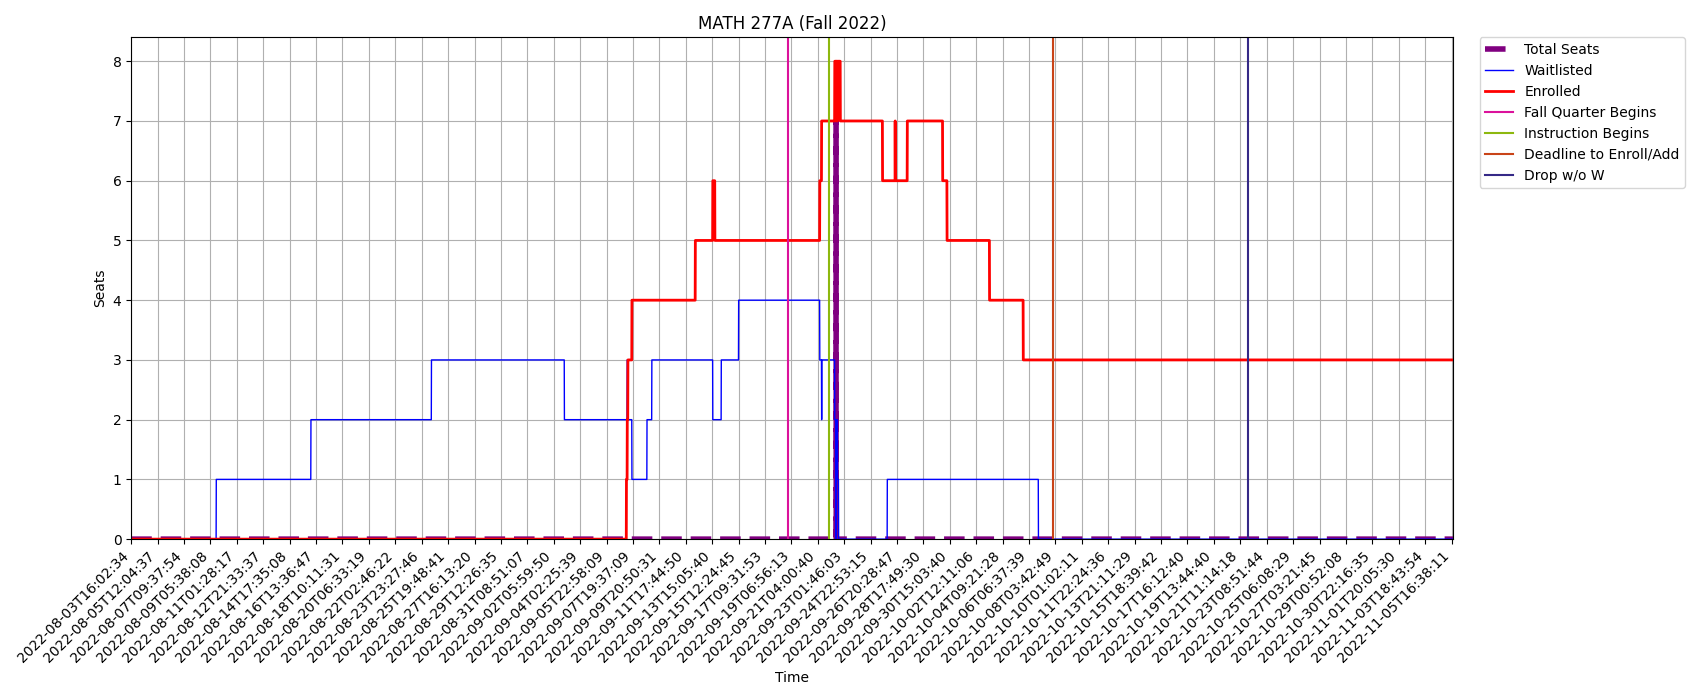 MATH 277A (Fall 2022)
Total Seats
Waitlisted
Enrolled
Fall Quarter Begins
Instruction Begins
Deadline to Enroll/Add
Drop w/o W
Seats
8
7
6
5
4
3
2
1
0
2022-08-03T16:02:34
2022-08-05T12:04:37
2022-08-07T09:37:54
2022-08-09T05:38:08
2022-08-11T01:28:17
2022-08-12T21:33:37
2022-08-14T17:35:08
2022-08-16T13:36:47
2022-08-18T10:11:31
2022-08-20T06:33:19
2022-08-22T02:46:22
2022-08-23T23:27:46
2022-08-25T19:48:41
2022-08-27T16:13:20
2022-08-29T12:26:35
2022-08-31T08:51:07
2022-09-02T05:59:50
2022-09-04T02:25:39
2022-09-05T22:58:09
2022-09-07T19:37:09
2022-09-09T20:50:31
2022-09-11T17:44:50
2022-09-13T15:05:40
2022-09-15T12:24:45
2022-09-17T09:31:53
2022-09-19T06:56:13
2022-09-21T04:00:40
2022-09-23T01:46:03
2022-09-24T22:53:15
2022-09-26T20:28:47
2022-09-28T17:49:30
2022-09-30T15:03:40
2022-10-02T12:11:06
2022-10-04T09:21:28
2022-10-06T06:37:39
2022-10-08T03:42:49
2022-10-10T01:02:11
2022-10-11T22:24:36
2022-10-13T21:11:29
2022-10-15T18:39:42
2022-10-17T16:12:40
2022-10-19T13:44:40
2022-10-21T11:14:18
2022-10-23T08:51:44
2022-10-25T06:08:29
2022-10-27T03:21:45
2022-10-29T00:52:08
2022-10-30T22:16:35
2022-11-01T20:05:30
2022-11-03T18:43:54
2022-11-05T16:38:11
Time